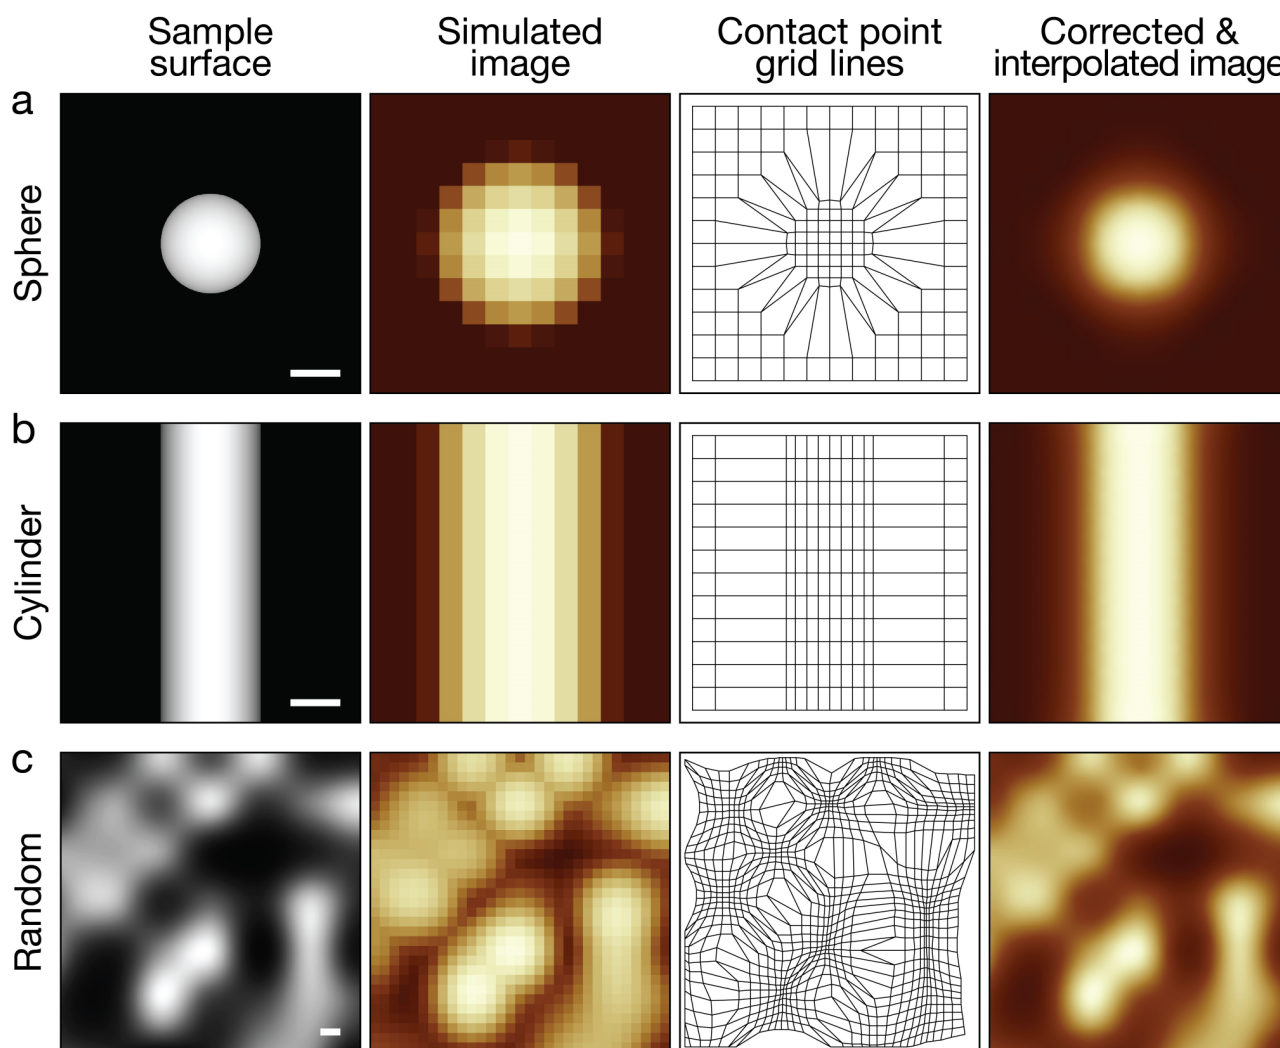 Sample
surface
Simulated
image
Contact point
grid lines
Corrected &
interpolated image
a
Sphere
b
Cylinder
c
Random